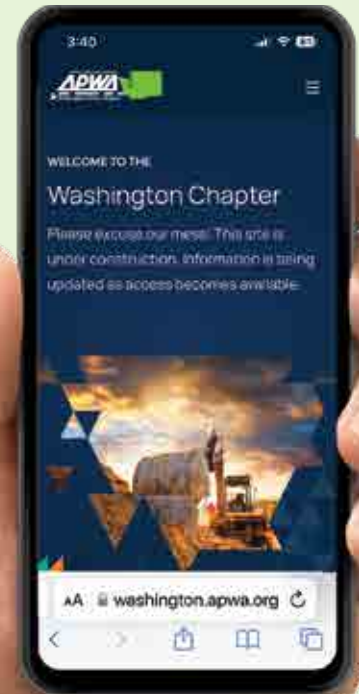 3:40
APWA
WELCOME TO THE
Washington Chapter
Please excuse our mess! This site is
under construction. Information is being
updated as access becomes available.
AA washington.apwa.org